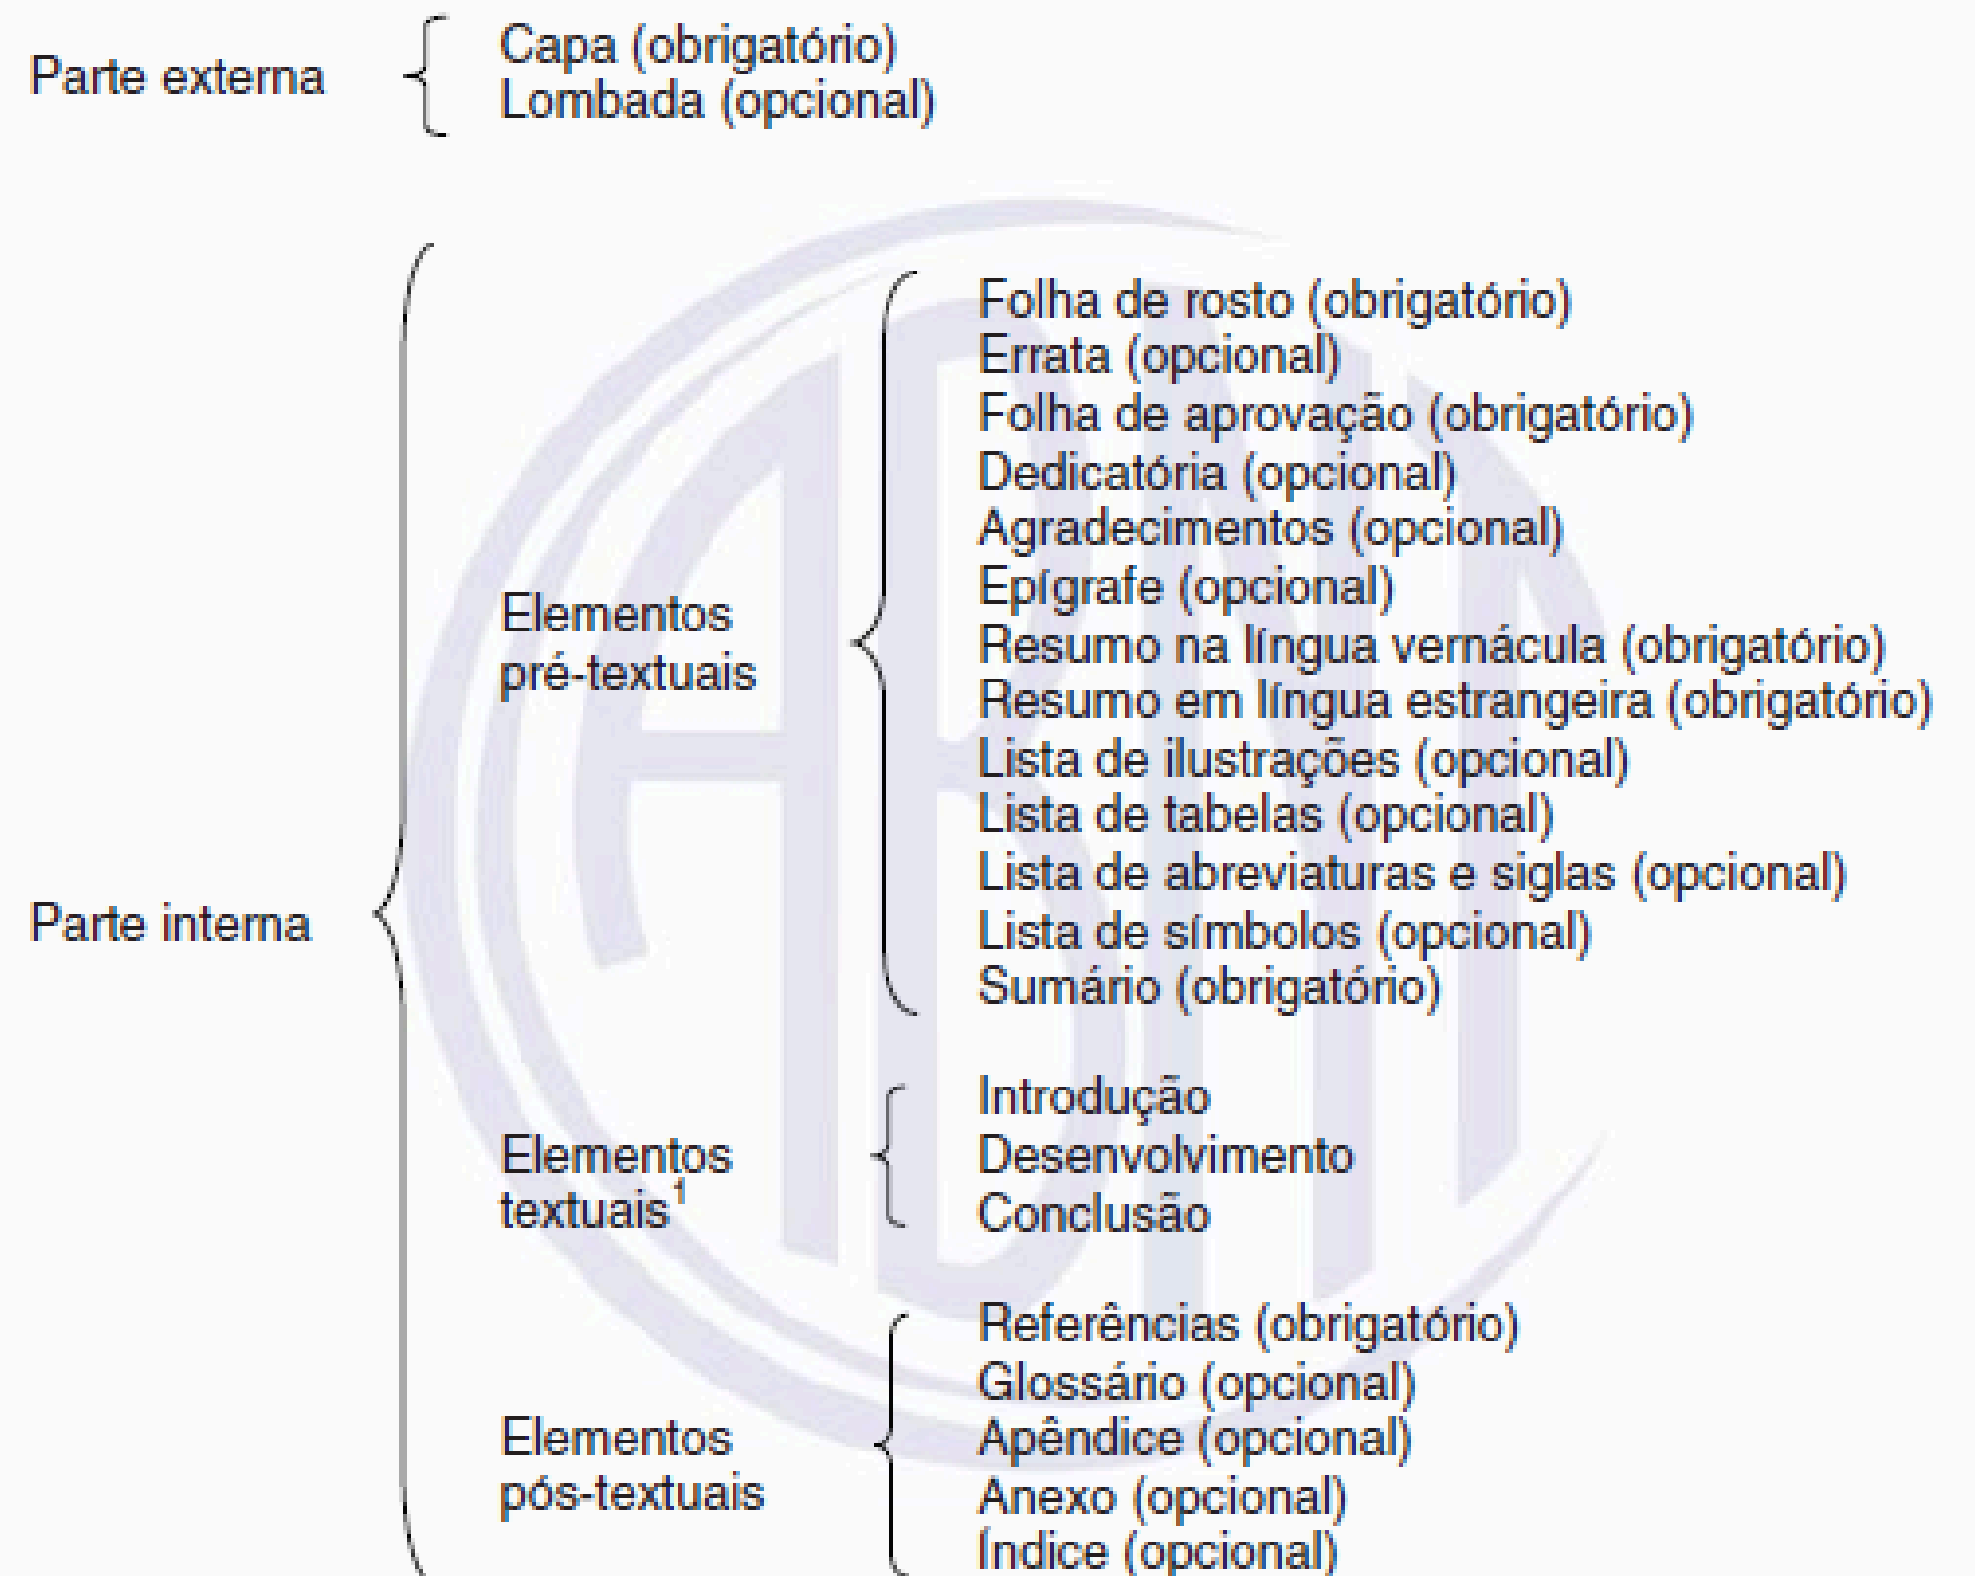 Parte externa
Capa (obrigatório)
Lombada (opcional)
Parte interna
Elementos
pré-textuais
Folha de rosto (obrigatório)
Errata (opcional)
Folha de aprovação (obrigatório)
Dedicatória (opcional)
Agradecimentos (opcional)
Epígrafe (opcional)
Resumo na língua vernácula (obrigatório)
Resumo em língua estrangeira (obrigatório)
Lista de ilustrações (opcional)
Lista de tabelas (opcional)
Lista de abreviaturas e siglas (opcional)
Lista de símbolos (opcional)
Sumário (obrigatório)
Elementos
textuais¹
Introdução
Desenvolvimento
Conclusão
Elementos
pós-textuais
Referências (obrigatório)
Glossário (opcional)
Apêndice (opcional)
Anexo (opcional)
Índice (opcional)
ABNT